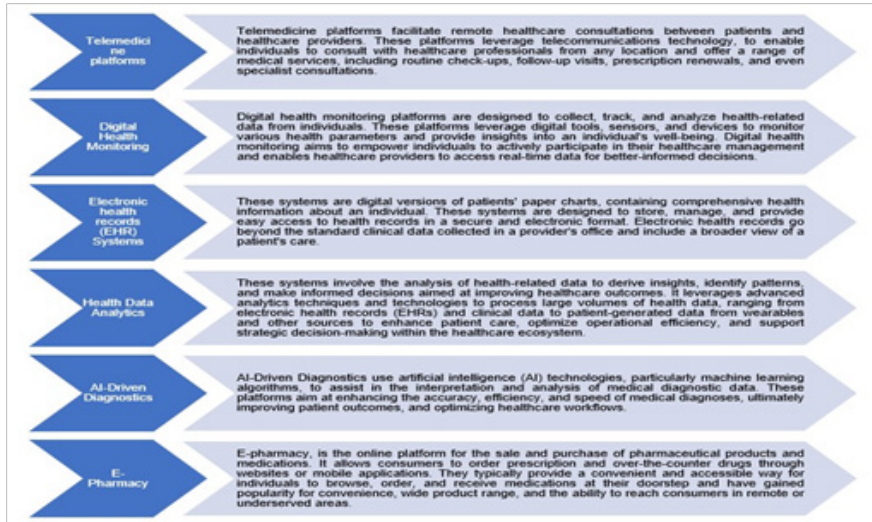 Telemedici
ne
platforms
Telemedicine platforms facilitate remote healthcare consultations between patients and
healthcare providers. These platforms leverage telecommunications technology, to enable
individuals to consult with healthcare professionals from any location and offer a range of
medical services, including routine check-ups, follow-up visits, prescription renewals, and even
specialist consultations.
Digital
Health
Monitoring
Digital health monitoring platforms are designed to collect, track, and analyze health-related
data from individuals. These platforms leverage digital tools, sensors, and devices to monitor
various health parameters and provide insights into an individual's well-being. Digital health
monitoring aims to empower individuals to actively participate in their healthcare management
and enables healthcare providers to access real-time data for better-informed decisions.
Electronic
health
records
(EHR)
Systems
These systems are digital versions of patients' paper charts, containing comprehensive health
information about an individual. These systems are designed to store, manage, and provide
easy access to health records in a secure and electronic format. Electronic health records go
beyond the standard clinical data collected in a provider's office and include a broader view of a
patient's care.
Health Data
Analytics
These systems involve the analysis of health-related data to derive insights, identify patterns,
and make informed decisions aimed at improving healthcare outcomes. It leverages advanced
analytics techniques and technologies to process large volumes of health data, ranging from
electronic health records (EHRs) and clinical data to patient-generated data from wearables
and other sources to enhance patient care, optimize operational efficiency, and support
strategic decision-making within the healthcare ecosystem.
AI-Driven
Diagnostics
AI-Driven Diagnostics use artificial intelligence (AI) technologies, particularly machine learning
algorithms, to assist in the interpretation and analysis of medical diagnostic data. These
platforms aim at enhancing the accuracy, efficiency, and speed of medical diagnoses, ultimately
improving patient outcomes, and optimizing healthcare workflows.
E-
Pharmacy
E-pharmacy, is the online platform for the sale and purchase of pharmaceutical products and
medications. It allows consumers to order prescription and over-the-counter drugs through
websites or mobile applications. They typically provide a convenient and accessible way for
individuals to browse, order, and receive medications at their doorstep and have gained
popularity for convenience, wide product range, and the ability to reach consumers in remote or
underserved areas.